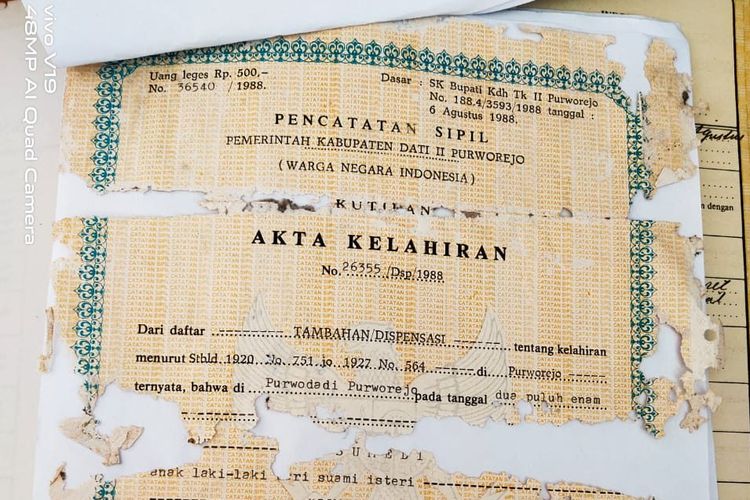 Uang leges Rp. 500,-
No. 36540 /1988.
Dasar : SK Bupati Kdh Tk II Purworejo
No. 188.4/3593/1988 tanggal :
6 Agustus 1988.
PENCATATAN SIPIL
PEMERINTAH KABUPATEN DATI II PURWOREJO
(WARGA NEGARA INDONESIA)
KUTIPAN
AKTA KELAHIRAN
No. 26355/Dsp/1988
Dari daftar ---------- TAMBAHAN/DISPENSASI ------- tentang kelahiran
menurut Stbld 1920 No. 751 jo 1927 No 564 ----- di Purworejo ----
ternyata, bahwa di Purwodadi Purworejo pada tanggal dua puluh enam
anak laki-laki suami isteri
dengan
vivo V19
48MP AI Quad Camera